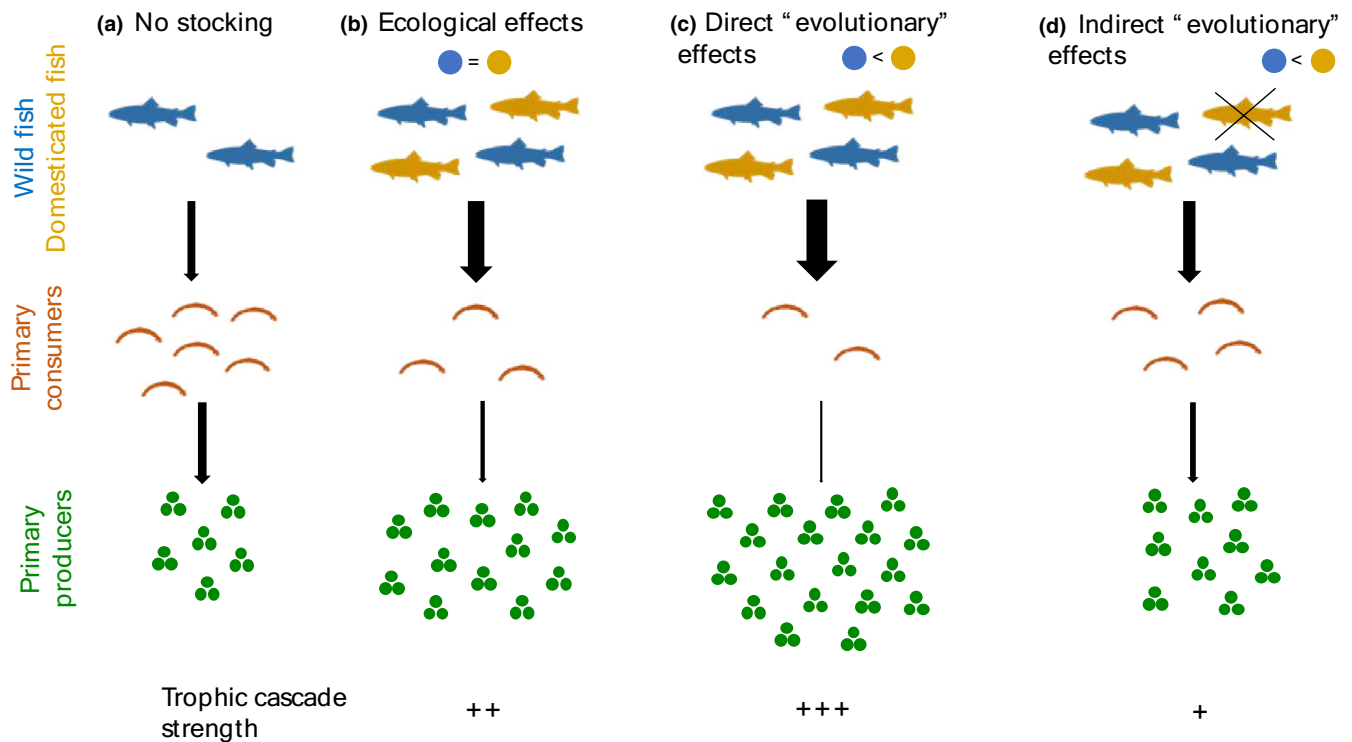 (a) No stocking
(b) Ecological effects
=
(c) Direct “evolutionary”
effects
<
(d) Indirect “evolutionary”
effects
<
Wild fish
Domesticated fish
Primary
consumers
Primary
producers
Trophic cascade
strength
++
+++
+